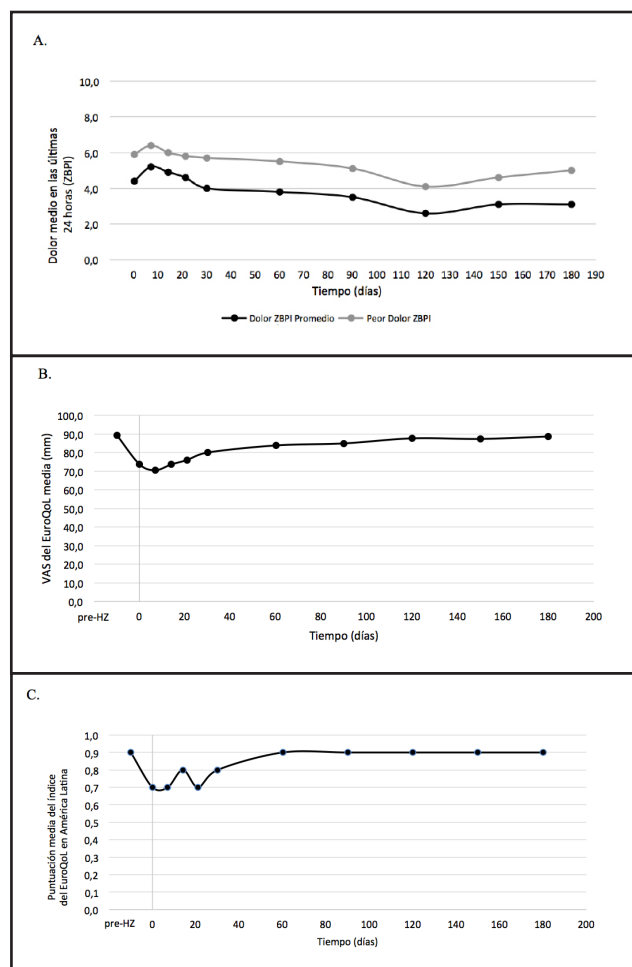 A.
Dolor medio en las últimas
24 horas (ZBPI)
10,0
8,0
6,0
4,0
2,0
0,0
0 10 20 30 40 50 60 70 80 90 100 110 120 130 140 150 160 170 180 190
Tiempo (días)
Dolor ZBPI Promedio Peor Dolor ZBPI
B.
VAS del EuroQoL media (mm)
100,0
90,0
80,0
70,0
60,0
50,0
40,0
30,0
20,0
10,0
0,0
pre-HZ 0 20 40 60 80 100 120 140 160 180 200
Tiempo (días)
C.
Puntuación media del índice
del EuroQoL en América Latina
1,0
0,9
0,8
0,7
0,6
0,5
0,4
0,3
0,2
0,1
0,0
pre-HZ 0 20 40 60 80 100 120 140 160 180 200
Tiempo (días)